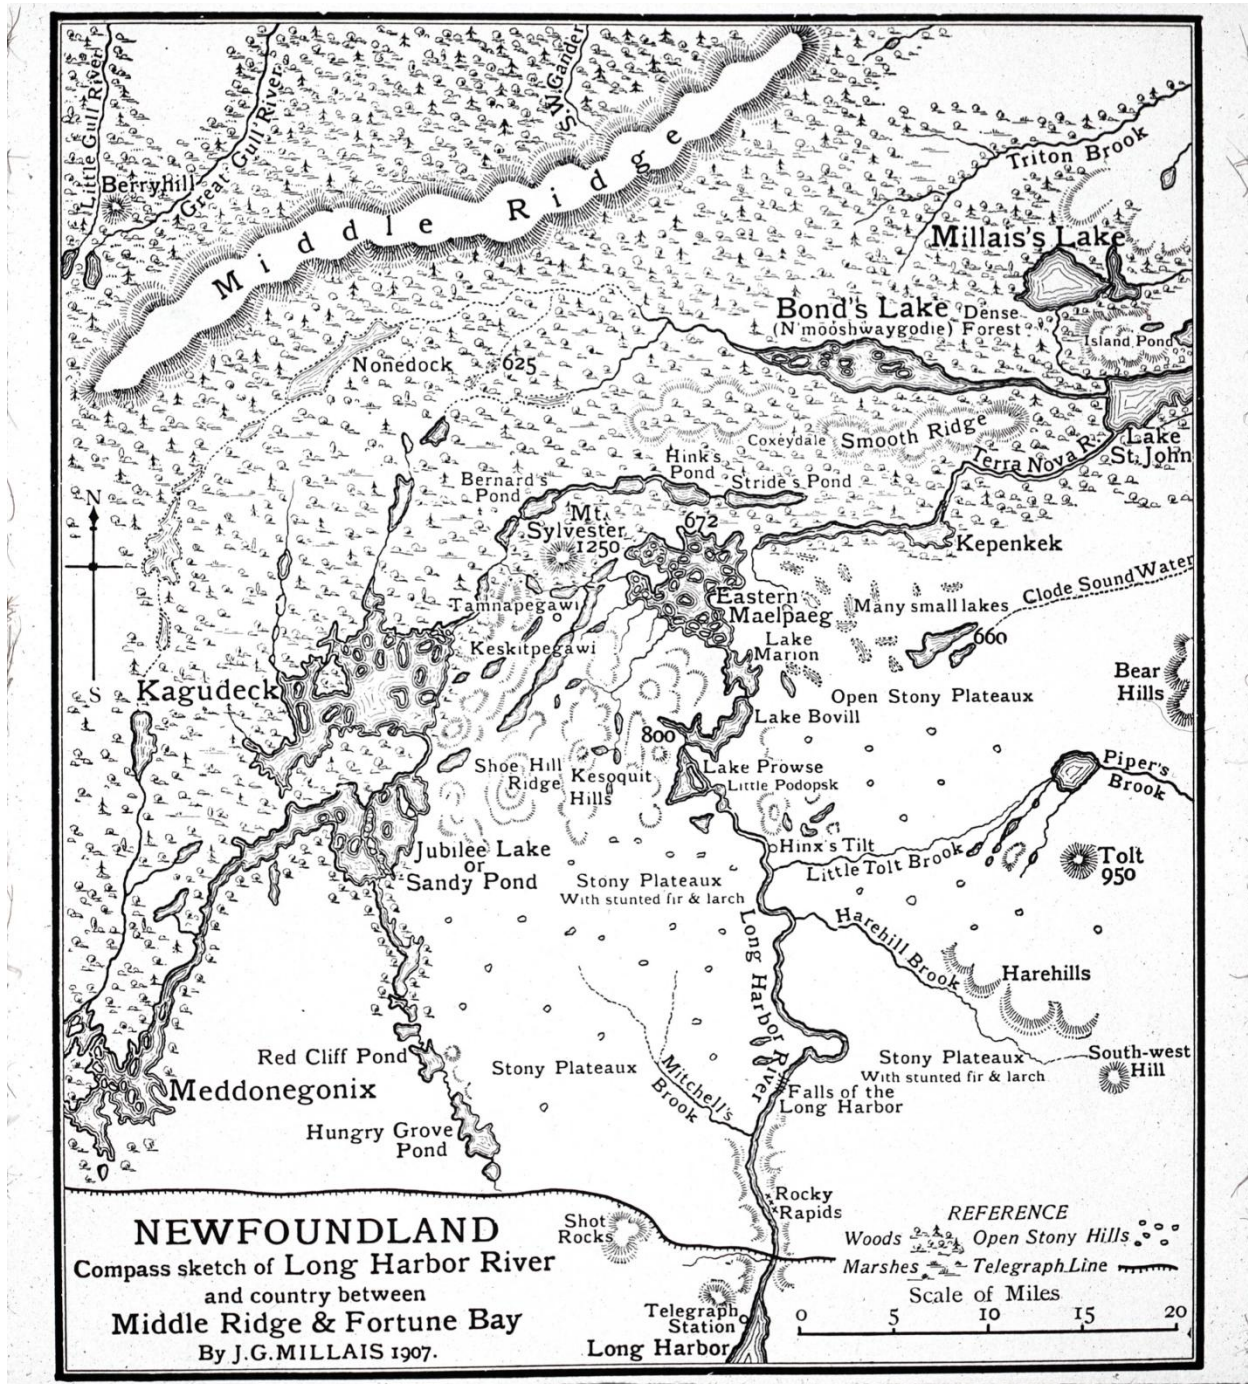 Little Gull River
Great Gull River
S.W. Gander
Berryhill
Middle Ridge
Triton Brook
Millais's Lake
Bond's Lake
(N'mooshwaygodie)
Dense
Forest
Island Pond
Nonedock
625
Coxeydale
Smooth Ridge
Terra Nova R.
Lake
St. John
Hink's
Pond
Bernard's
Pond
Stride's Pond
N
Mt.
Sylvester
1250
672
Kepenkek
Clode Sound Water
Tamnapegawi
Eastern
Maelpaeg
Many small lakes
660
Keskitpegawi
Lake
Marion
S
Kagudeck
Bear
Hills
Open Stony Plateaux
Lake Bovill
800
Shoe Hill
Ridge
Kesoquit
Hills
Lake Prowse
Little Podopsk
Piper's
Brook
Hinx's Tilt
Jubilee Lake
or
Sandy Pond
Little Tolt Brook
Tolt
950
Stony Plateaux
With stunted fir & larch
Long Harbor River
Harehill Brook
Harehills
Red Cliff Pond
Stony Plateaux
Mitchell's
Brook
Stony Plateaux
With stunted fir & larch
South-west
Hill
Meddonegonix
Falls of the
Long Harbor
Hungry Grove
Pond
Rocky
Rapids
Shot
Rocks
NEWFOUNDLAND
Compass sketch of Long Harbor River
and country between
Middle Ridge & Fortune Bay
By J.G. MILLAIS 1907.
Telegraph
Station
Long Harbor
REFERENCE
Woods Open Stony Hills
Marshes Telegraph Line
Scale of Miles
0 5 10 15 20